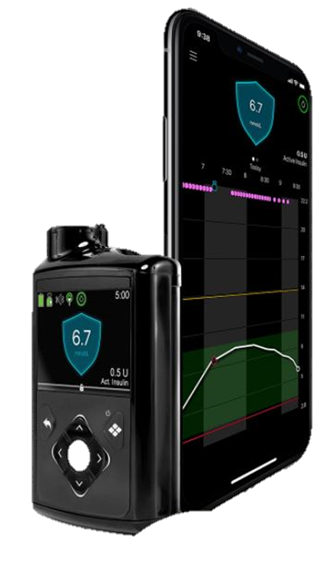 9:38
6.7
mmol/L
0.5 U
Active Insulin
Today
7 7:30 8 8:30 9 9:30
5:00
6.7
mmol/L
0.5 U
Act. Insulin